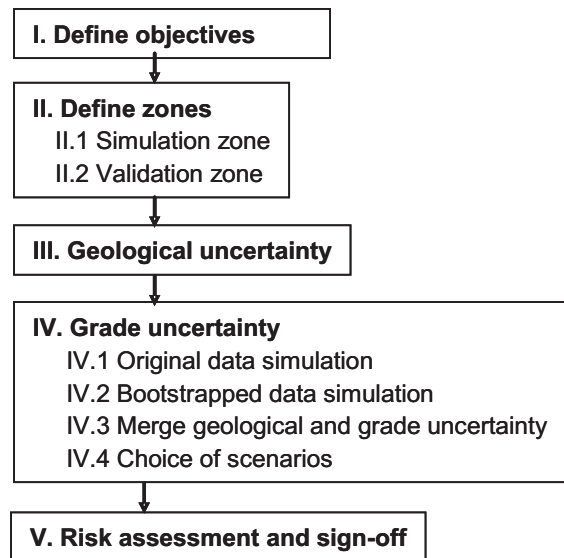 I. Define objectives
II. Define zones
II.1 Simulation zone
II.2 Validation zone
III. Geological uncertainty
IV. Grade uncertainty
IV.1 Original data simulation
IV.2 Bootstrapped data simulation
IV.3 Merge geological and grade uncertainty
IV.4 Choice of scenarios
V. Risk assessment and sign-off